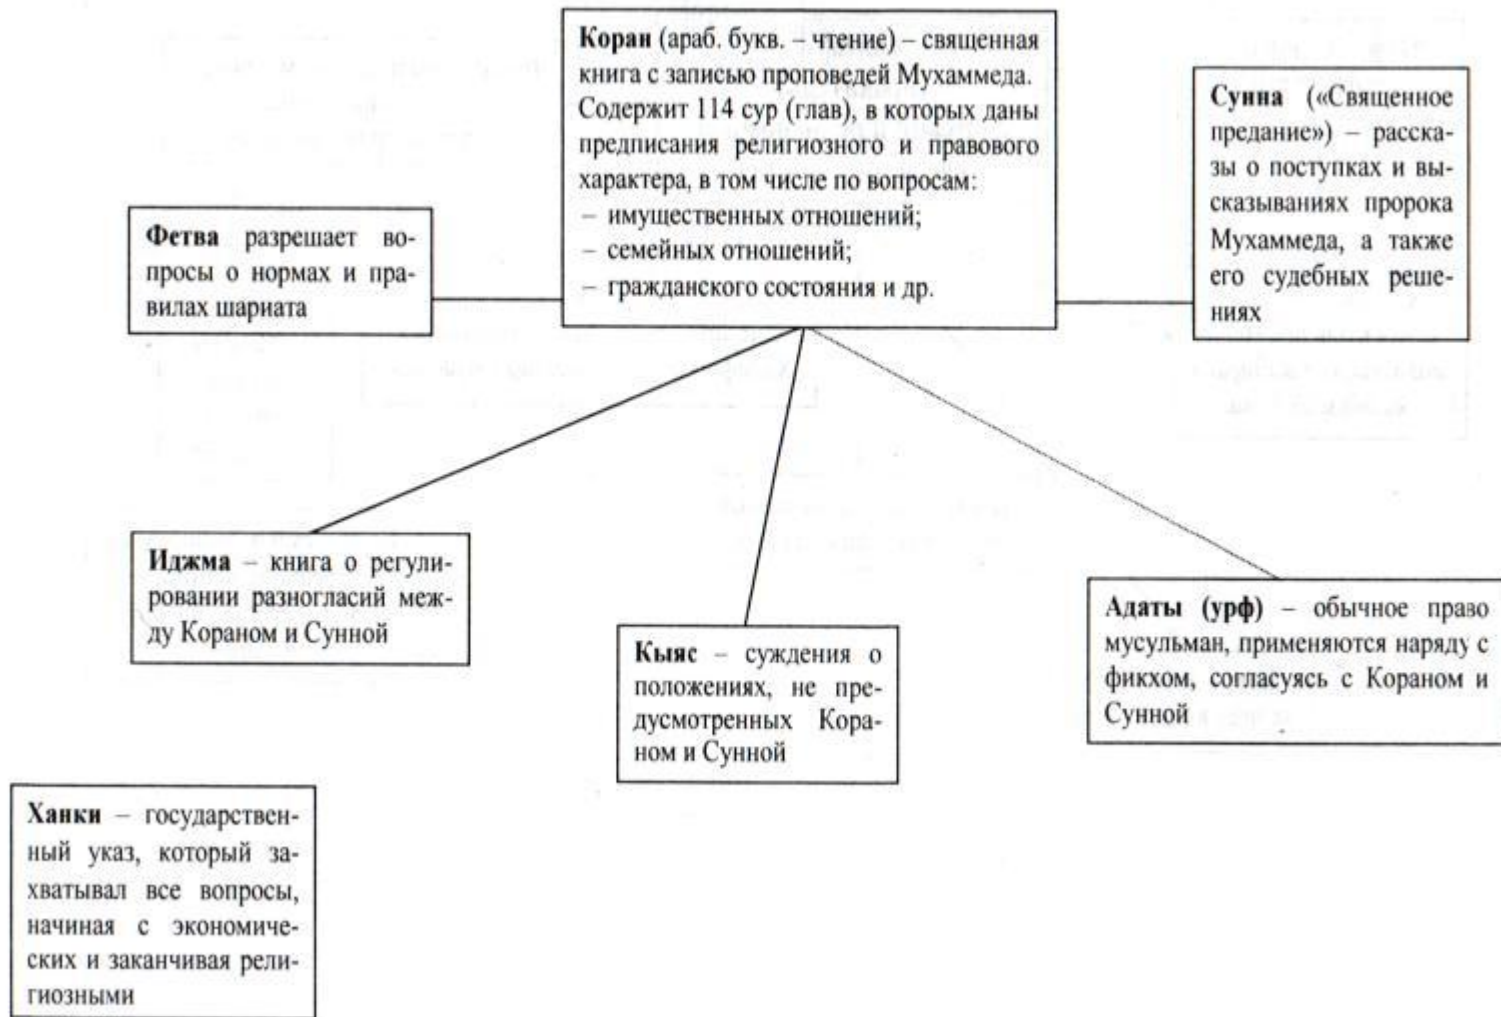 Коран (араб. букв. – чтение) – священная
книга с записью проповедей Мухаммеда.
Содержит 114 сур (глав), в которых даны
предписания религиозного и правового
характера, в том числе по вопросам:
– имущественных отношений;
– семейных отношений;
– гражданского состояния и др.
Сунна («Священное
предание») – расска-
зы о поступках и вы-
сказываниях пророка
Мухаммеда, а также
его судебных реше-
ниях
Фетва разрешает во-
просы о нормах и пра-
вилах шариата
Иджма – книга о регули-
ровании разногласий меж-
ду Кораном и Сунной
Кыяс – суждения о
положениях, не пре-
дусмотренных Кора-
ном и Сунной
Адаты (урф) – обычное право
мусульман, применяются наряду с
фикхом, согласуясь с Кораном и
Сунной
Ханки – государствен-
ный указ, который за-
хватывал все вопросы,
начиная с экономиче-
ских и заканчивая рели-
гиозными